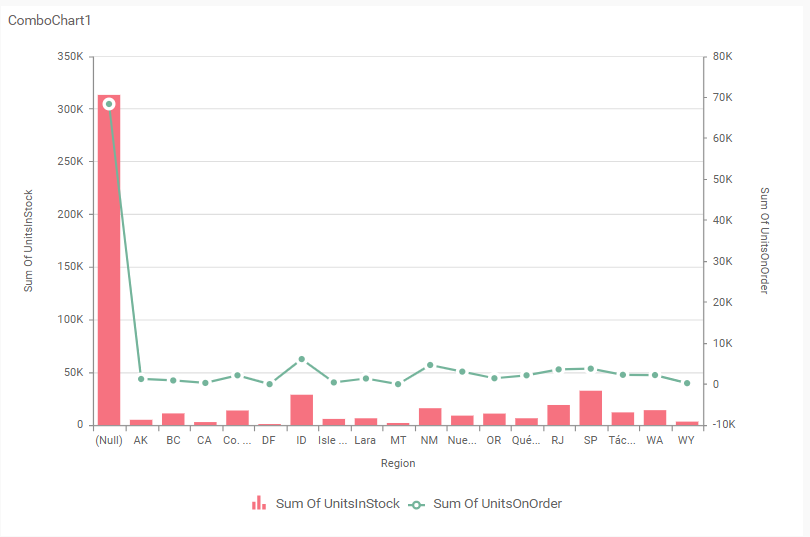 ComboChart1
350K
300K
250K
200K
150K
100K
50K
0
Sum Of UnitsInStock
80K
70K
60K
50K
40K
30K
20K
10K
0
-10K
Sum Of UnitsOnOrder
(Null) AK BC CA Co. ... DF ID Isle ... Lara MT NM Nue... OR Qué... RJ SP Tác... WA WY
Region
Sum Of UnitsInStock Sum Of UnitsOnOrder